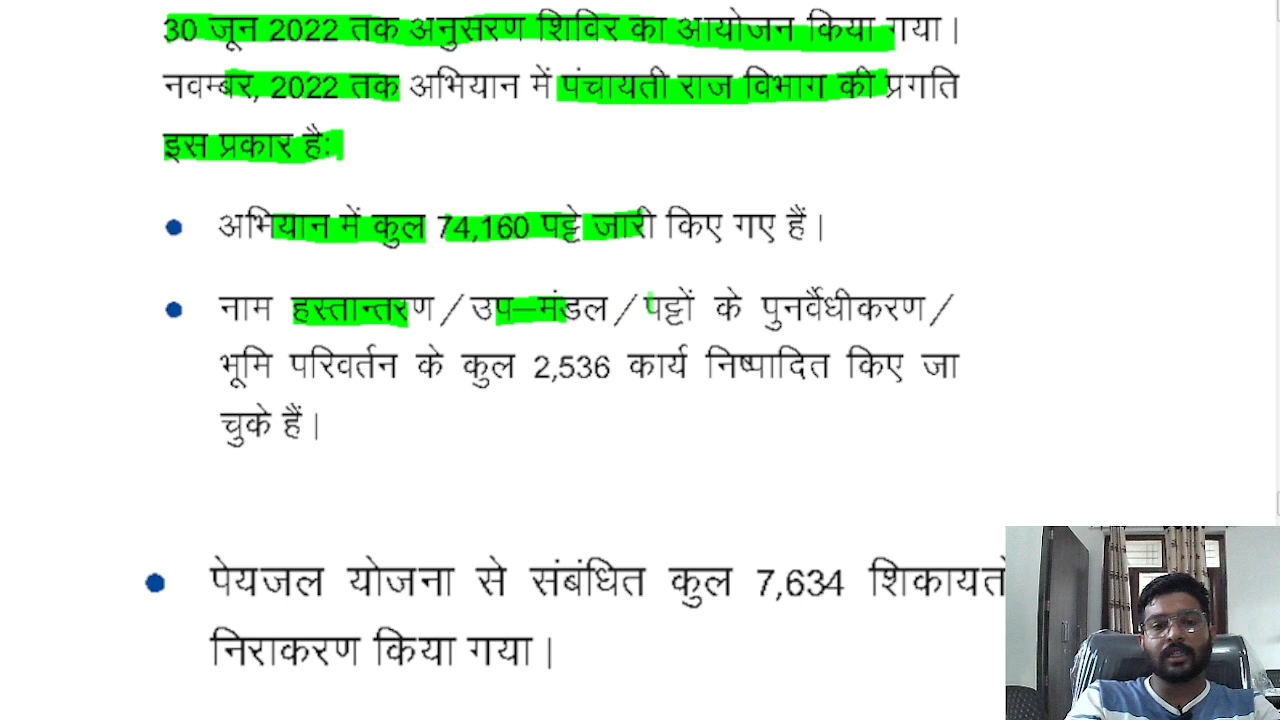 30 जून 2022 तक अनुसरण शिविर का आयोजन किया गया।
नवम्बर, 2022 तक अभियान में पंचायती राज विभाग की प्रगति
इस प्रकार हैः
• अभियान में कुल 74,160 पट्टे जारी किए गए हैं।
• नाम हस्तान्तरण/उप–मंडल/पट्टों के पुनर्वैधीकरण/
भूमि परिवर्तन के कुल 2,536 कार्य निष्पादित किए जा
चुके हैं।
• पेयजल योजना से संबंधित कुल 7,634
निराकरण किया गया।